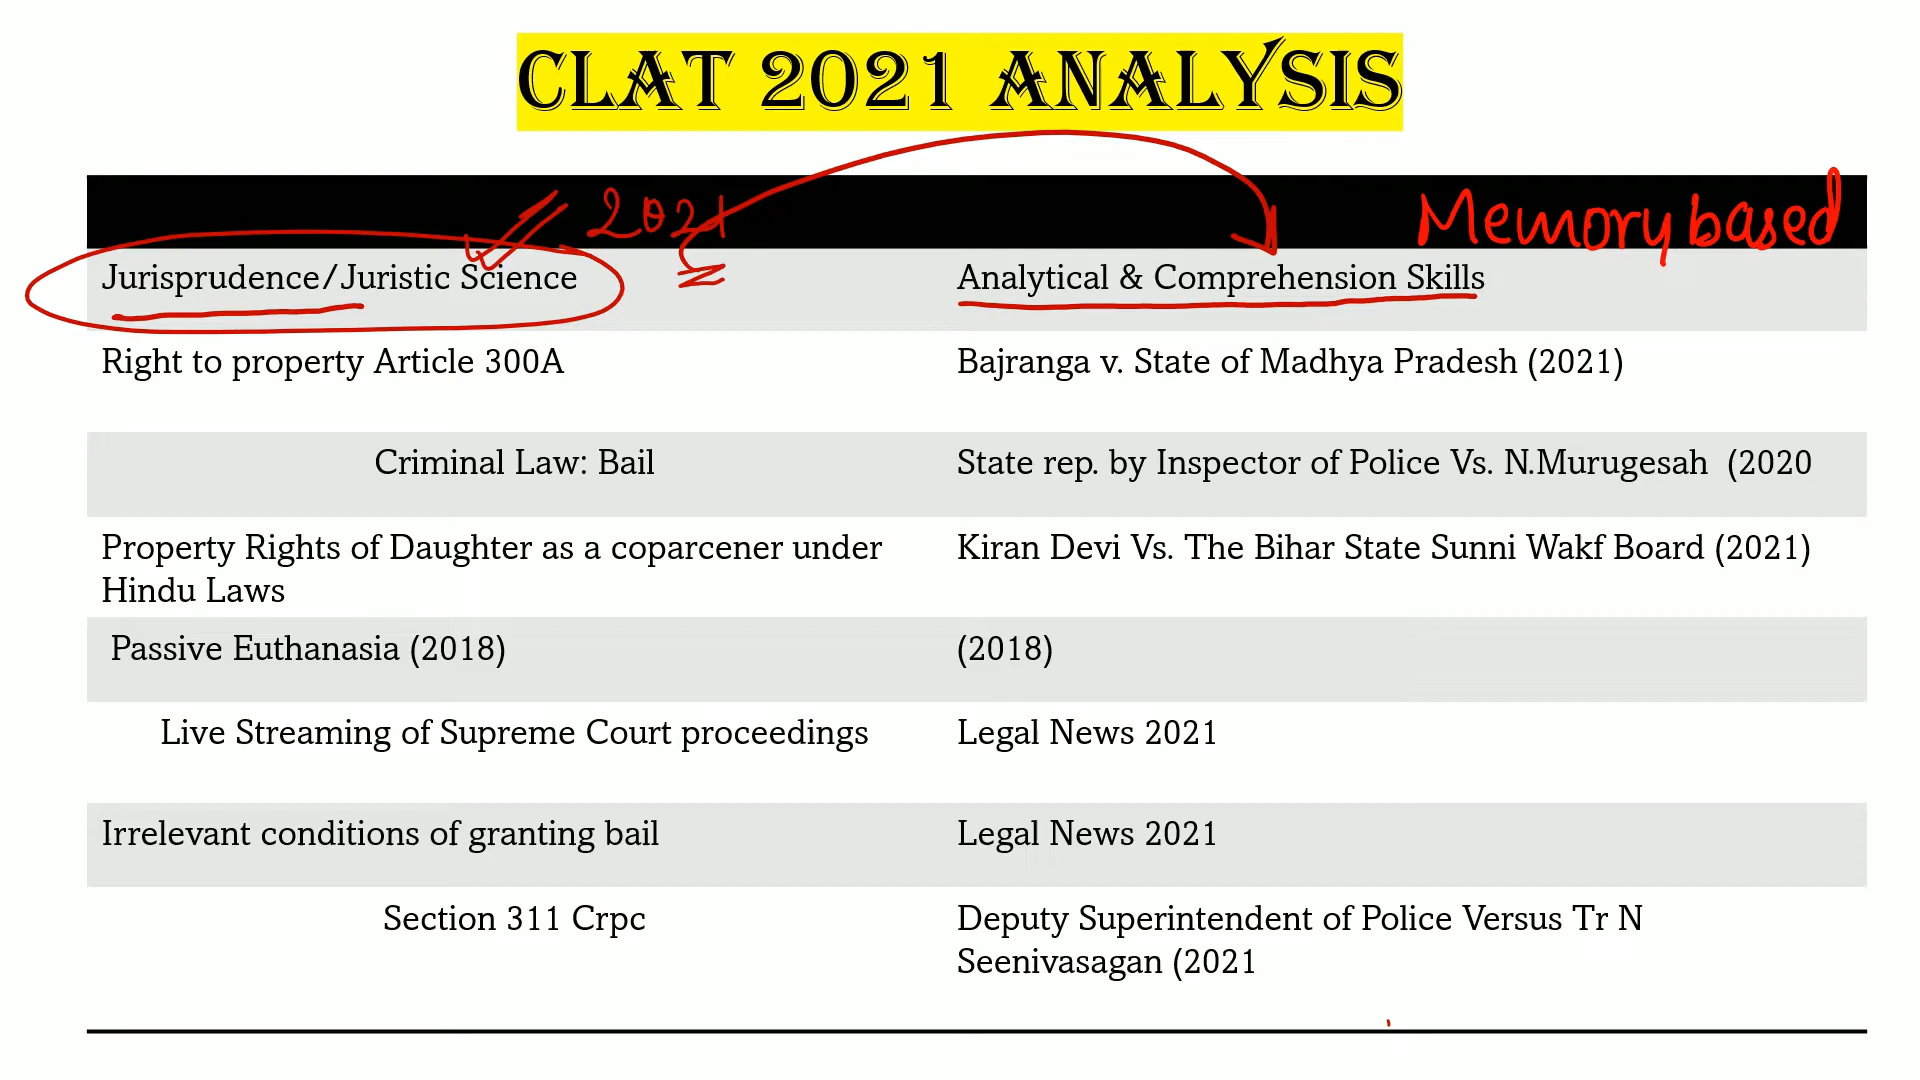 CLAT 2021 ANALYSIS
2021
Memory based
Jurisprudence/Juristic Science
Analytical & Comprehension Skills
Right to property Article 300A
Bajranga v. State of Madhya Pradesh (2021)
Criminal Law: Bail
State rep. by Inspector of Police Vs. N.Murugesah (2020
Property Rights of Daughter as a coparcener under
Hindu Laws
Kiran Devi Vs. The Bihar State Sunni Wakf Board (2021)
Passive Euthanasia (2018)
(2018)
Live Streaming of Supreme Court proceedings
Legal News 2021
Irrelevant conditions of granting bail
Legal News 2021
Section 311 Crpc
Deputy Superintendent of Police Versus Tr N
Seenivasagan (2021